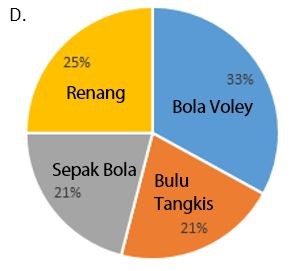 D.
25%
Renang
33%
Bola Voley
Sepak Bola
21%
Bulu
Tangkis
21%